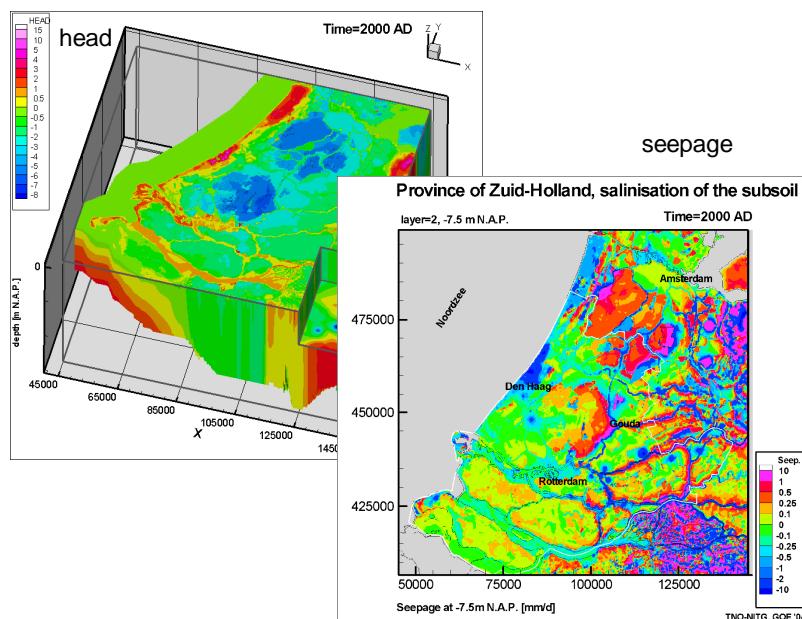 HEAD
15
10
5
4
3
2
1
0.5
0
-0.5
-1
-2
-3
-4
-5
-6
-7
-8
head
Time=2000 AD
Z
Y
X
0
depth [m N.A.P.]
45000
65000
85000
105000
125000
X
seepage
Province of Zuid-Holland, salinisation of the subsoil
layer=2, -7.5 m N.A.P.
Time=2000 AD
Noordzee
Amsterdam
Den Haag
Gouda
Rotterdam
475000
450000
425000
50000
75000
100000
125000
Seepage at -7.5m N.A.P. [mm/d]
Seep.
10
1
0.5
0.25
0.1
0
-0.1
-0.25
-0.5
-1
-2
-10
TNO-NITG, GOE